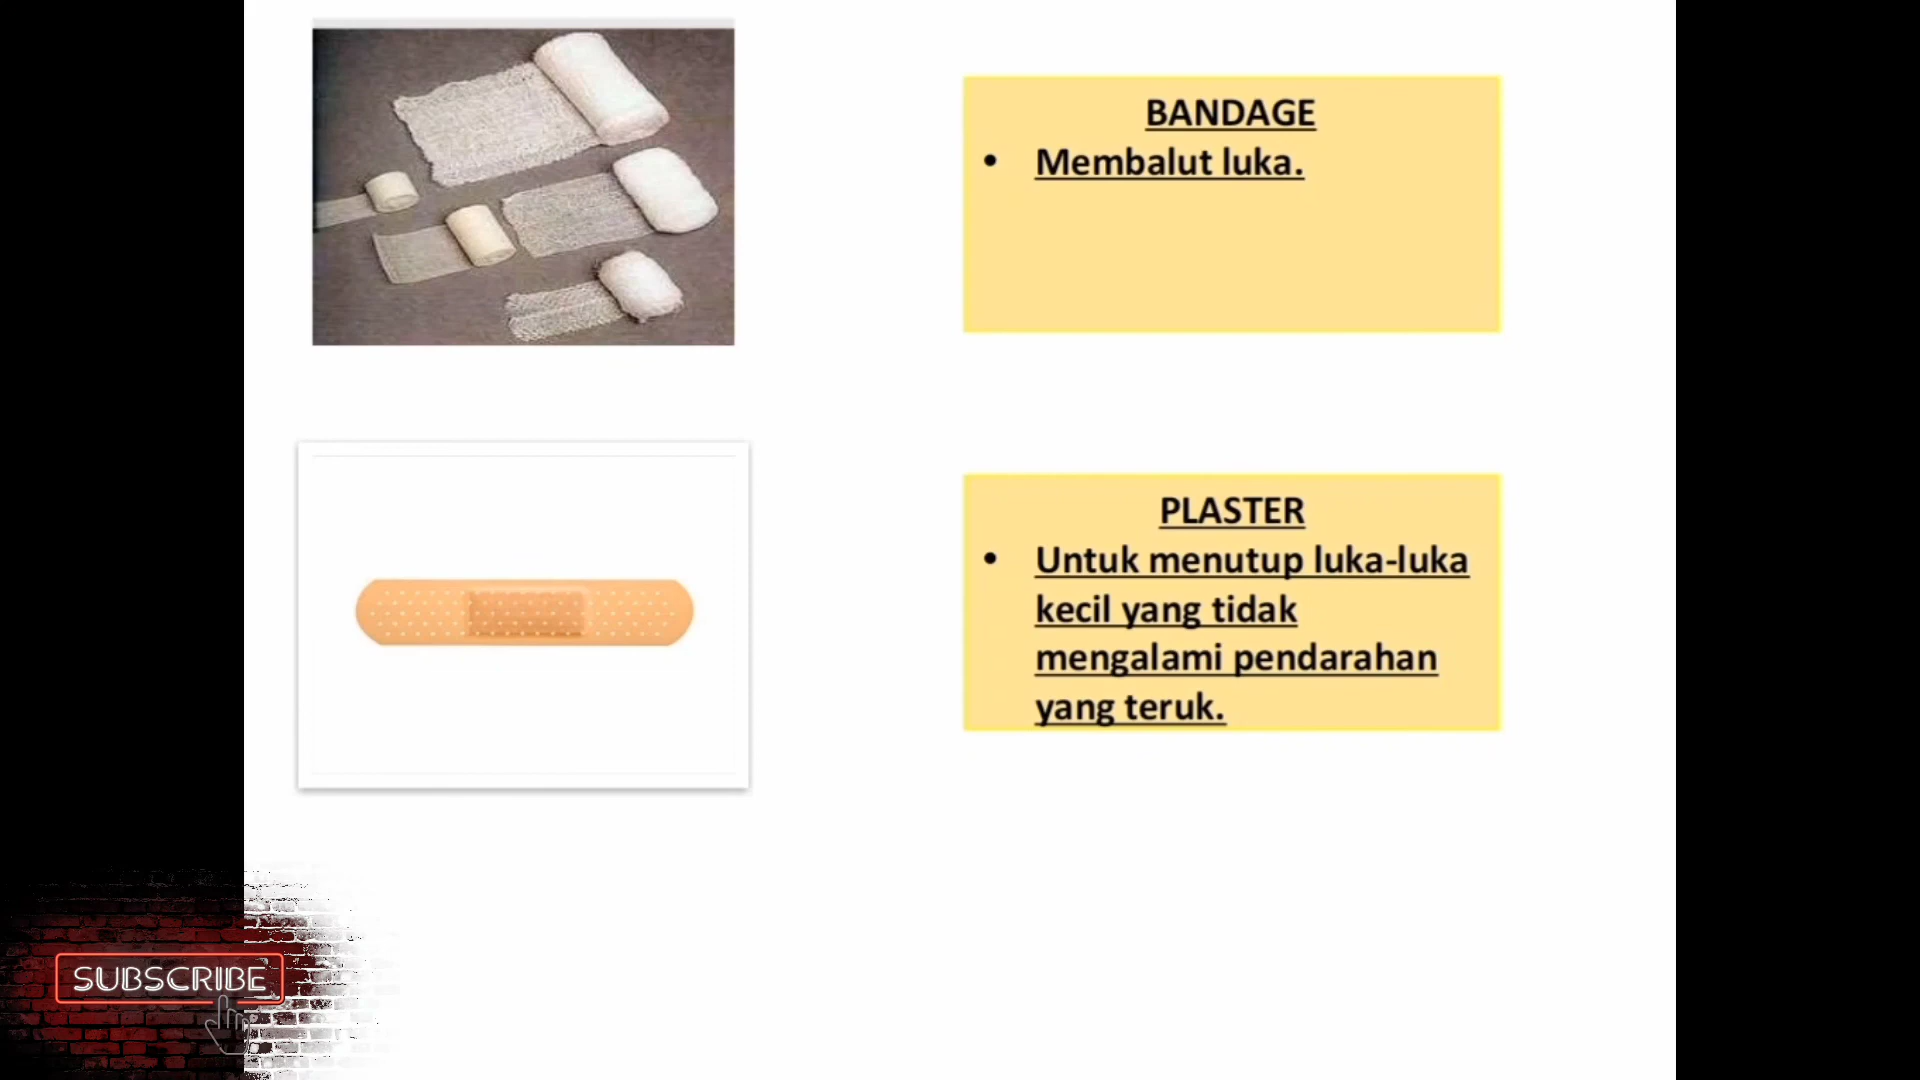 BANDAGE
• Membalut luka.
PLASTER
• Untuk menutup luka-luka
kecil yang tidak
mengalami pendarahan
yang teruk.
SUBSCRIBE